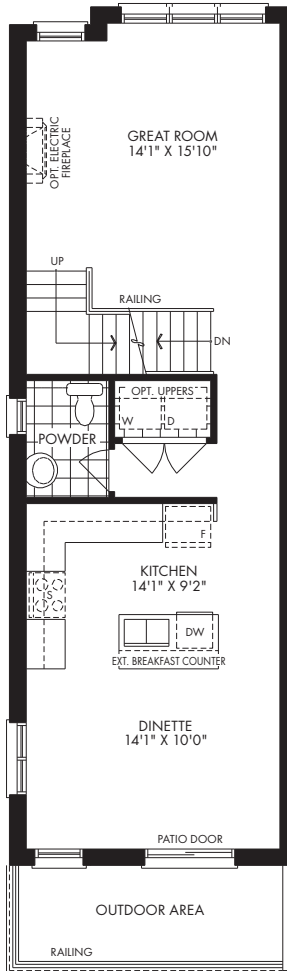 GREAT ROOM
14'1" X 15'10"
OPT. ELECTRIC
FIREPLACE
UP
RAILING
DN
OPT. UPPERS
W
D
POWDER
F
KITCHEN
14'1" X 9'2"
S
DW
EXT. BREAKFAST COUNTER
DINETTE
14'1" X 10'0"
PATIO DOOR
OUTDOOR AREA
RAILING